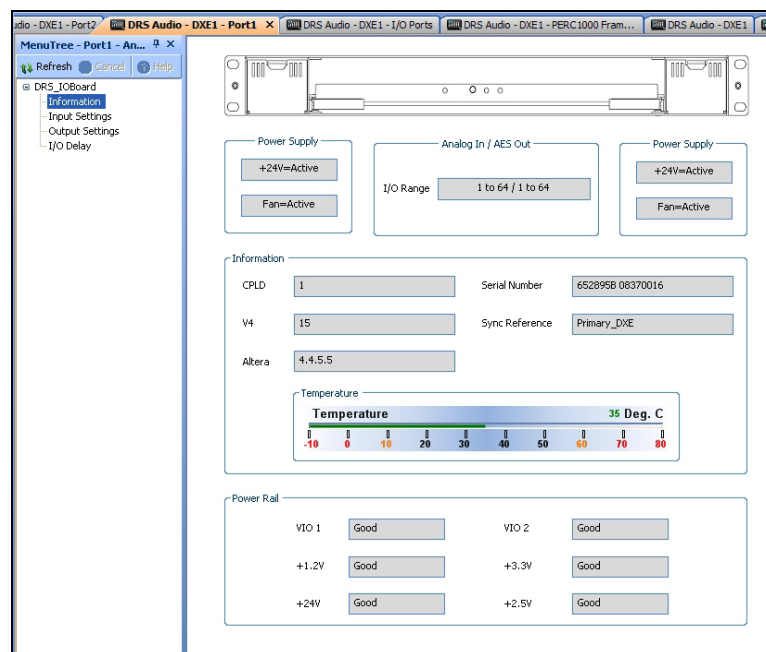 udio - DXE1 - Port2
DRS Audio - DXE1 - Port1 X
DRS Audio - DXE1 - I/O Ports
DRS Audio - DXE1 - PERC1000 Fram...
DRS Audio - DXE1
MenuTree - Port1 - An...
Refresh Cancel Help
DRS_IOBoard
Information
Input Settings
Output Settings
I/O Delay
Power Supply
+24V=Active
Fan=Active
Analog In / AES Out
I/O Range 1 to 64 / 1 to 64
Power Supply
+24V=Active
Fan=Active
Information
CPLD 1 Serial Number 652895B 08370016
V4 15 Sync Reference Primary_DXE
Altera 4.4.5.5
Temperature
Temperature 35 Deg. C
-10 0 10 20 30 40 50 60 70 80
Power Rail
VIO 1 Good VIO 2 Good
+1.2V Good +3.3V Good
+24V Good +2.5V Good